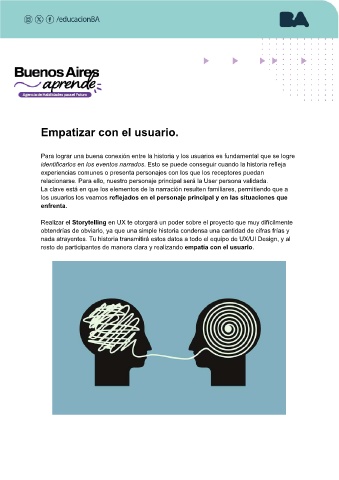 /educacionBA
BA
Buenos Aires
aprende
Agencia de Habilidades para el Futuro
Empatizar con el usuario.
Para lograr una buena conexión entre la historia y los usuarios es fundamental que se logre
identificarlos en los eventos narrados. Esto se puede conseguir cuando la historia refleja
experiencias comunes o presenta personajes con los que los receptores puedan
relacionarse. Para ello, nuestro personaje principal será la User persona validada.
La clave está en que los elementos de la narración resulten familiares, permitiendo que a
los usuarios los veamos reflejados en el personaje principal y en las situaciones que
enfrenta.
Realizar el Storytelling en UX te otorgará un poder sobre el proyecto que muy difícilmente
obtendrías de obviarlo, ya que una simple historia condensa una cantidad de cifras frías y
nada atrayentes. Tu historia transmitirá estos datos a todo el equipo de UX/UI Design, y al
resto de participantes de manera clara y realizando empatía con el usuario.